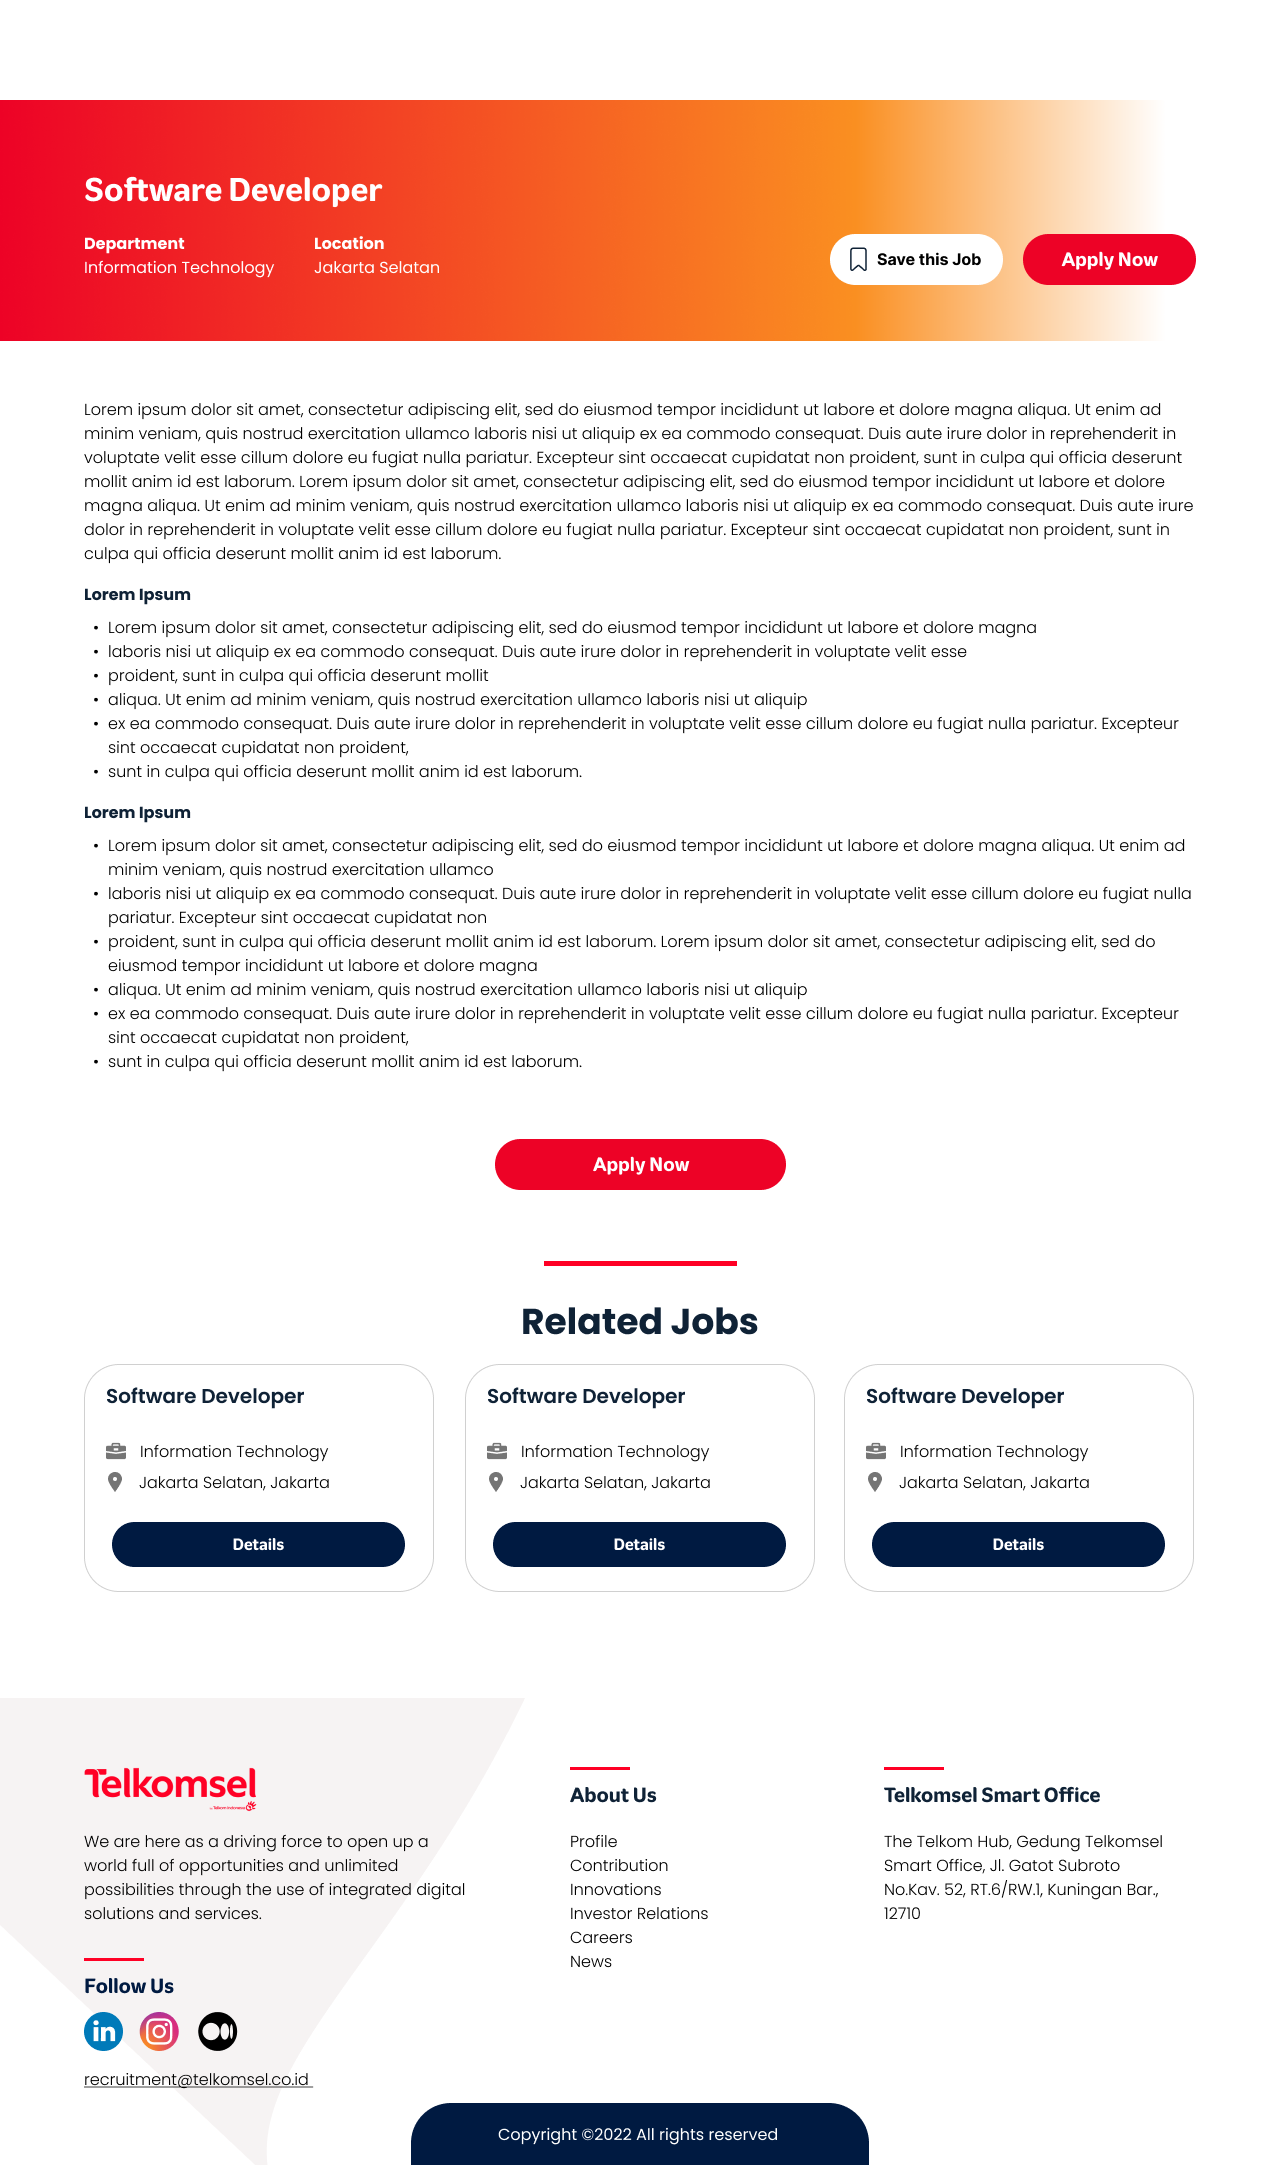 Software Developer
Department
Information Technology
Location
Jakarta Selatan
Save this Job
Apply Now
Lorem ipsum dolor sit amet, consectetur adipiscing elit, sed do eiusmod tempor incididunt ut labore et dolore magna aliqua. Ut enim ad
minim veniam, quis nostrud exercitation ullamco laboris nisi ut aliquip ex ea commodo consequat. Duis aute irure dolor in reprehenderit in
voluptate velit esse cillum dolore eu fugiat nulla pariatur. Excepteur sint occaecat cupidatat non proident, sunt in culpa qui officia deserunt
mollit anim id est laborum. Lorem ipsum dolor sit amet, consectetur adipiscing elit, sed do eiusmod tempor incididunt ut labore et dolore
magna aliqua. Ut enim ad minim veniam, quis nostrud exercitation ullamco laboris nisi ut aliquip ex ea commodo consequat. Duis aute irure
dolor in reprehenderit in voluptate velit esse cillum dolore eu fugiat nulla pariatur. Excepteur sint occaecat cupidatat non proident, sunt in
culpa qui officia deserunt mollit anim id est laborum.
Lorem Ipsum
• Lorem ipsum dolor sit amet, consectetur adipiscing elit, sed do eiusmod tempor incididunt ut labore et dolore magna
• laboris nisi ut aliquip ex ea commodo consequat. Duis aute irure dolor in reprehenderit in voluptate velit esse
• proident, sunt in culpa qui officia deserunt mollit
• aliqua. Ut enim ad minim veniam, quis nostrud exercitation ullamco laboris nisi ut aliquip
• ex ea commodo consequat. Duis aute irure dolor in reprehenderit in voluptate velit esse cillum dolore eu fugiat nulla pariatur. Excepteur
sint occaecat cupidatat non proident,
• sunt in culpa qui officia deserunt mollit anim id est laborum.
Lorem Ipsum
• Lorem ipsum dolor sit amet, consectetur adipiscing elit, sed do eiusmod tempor incididunt ut labore et dolore magna aliqua. Ut enim ad
minim veniam, quis nostrud exercitation ullamco
• laboris nisi ut aliquip ex ea commodo consequat. Duis aute irure dolor in reprehenderit in voluptate velit esse cillum dolore eu fugiat nulla
pariatur. Excepteur sint occaecat cupidatat non
• proident, sunt in culpa qui officia deserunt mollit anim id est laborum. Lorem ipsum dolor sit amet, consectetur adipiscing elit, sed do
eiusmod tempor incididunt ut labore et dolore magna
• aliqua. Ut enim ad minim veniam, quis nostrud exercitation ullamco laboris nisi ut aliquip
• ex ea commodo consequat. Duis aute irure dolor in reprehenderit in voluptate velit esse cillum dolore eu fugiat nulla pariatur. Excepteur
sint occaecat cupidatat non proident,
• sunt in culpa qui officia deserunt mollit anim id est laborum.
Apply Now
Related Jobs
Software Developer
Information Technology
Jakarta Selatan, Jakarta
Details
Software Developer
Information Technology
Jakarta Selatan, Jakarta
Details
Software Developer
Information Technology
Jakarta Selatan, Jakarta
Details
Telkomsel
by Telkom Indonesia
We are here as a driving force to open up a
world full of opportunities and unlimited
possibilities through the use of integrated digital
solutions and services.
Follow Us
in
recruitment@telkomsel.co.id
About Us
Profile
Contribution
Innovations
Investor Relations
Careers
News
Telkomsel Smart Office
The Telkom Hub, Gedung Telkomsel
Smart Office, Jl. Gatot Subroto
No.Kav. 52, RT.6/RW.1, Kuningan Bar.,
12710
Copyright ©2022 All rights reserved